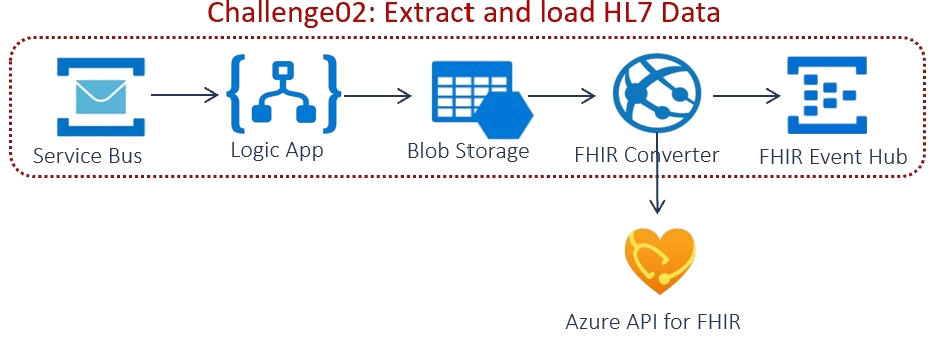 Challenge02: Extract and load HL7 Data
Service Bus
Logic App
Blob Storage
FHIR Converter
FHIR Event Hub
Azure API for FHIR